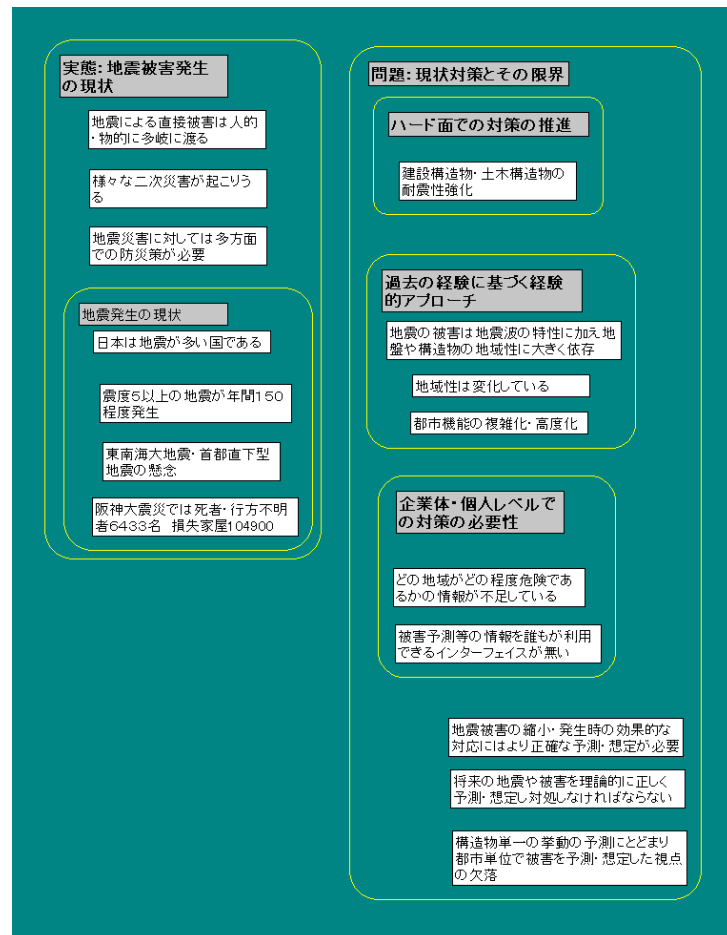 実態:地震被害発生
の現状
地震による直接被害は人的
・物的に多岐に渡る
様々な二次災害が起こりう
る
地震災害に対しては多方面
での防災策が必要
地震発生の現状
日本は地震が多い国である
震度5以上の地震が年間150
程度発生
東南海大地震・首都直下型
地震の懸念
阪神大震災では死者・行方不明
者6433名 損失家屋104900
問題:現状対策とその限界
ハード面での対策の推進
建設構造物・土木構造物の
耐震性強化
過去の経験に基づく経験
的アプローチ
地震の被害は地震波の特性に加え地
盤や構造物の地域性に大きく依存
地域性は変化している
都市機能の複雑化・高度化
企業体・個人レベルで
の対策の必要性
どの地域がどの程度危険であ
るかの情報が不足している
被害予測等の情報を誰もが利用
できるインターフェイスが無い
地震被害の縮小・発生時の効果的な
対応にはより正確な予測・想定が必要
将来の地震や被害を理論的に正しく
予測・想定し対処しなければならない
構造物単一の挙動の予測にとどまり
都市単位で被害を予測・想定した視点
の欠落